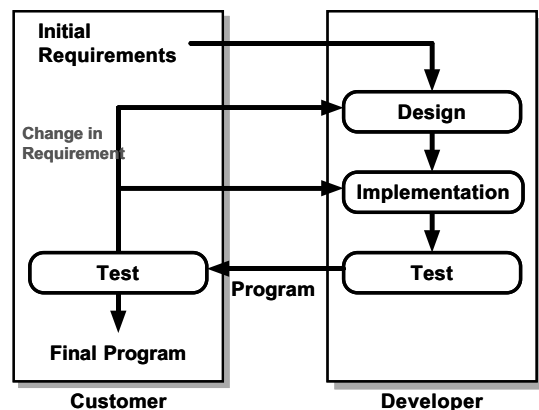 Initial
Requirements
Design
Change in
Requirement
Implementation
Test
Test
Program
Final Program
Customer
Developer